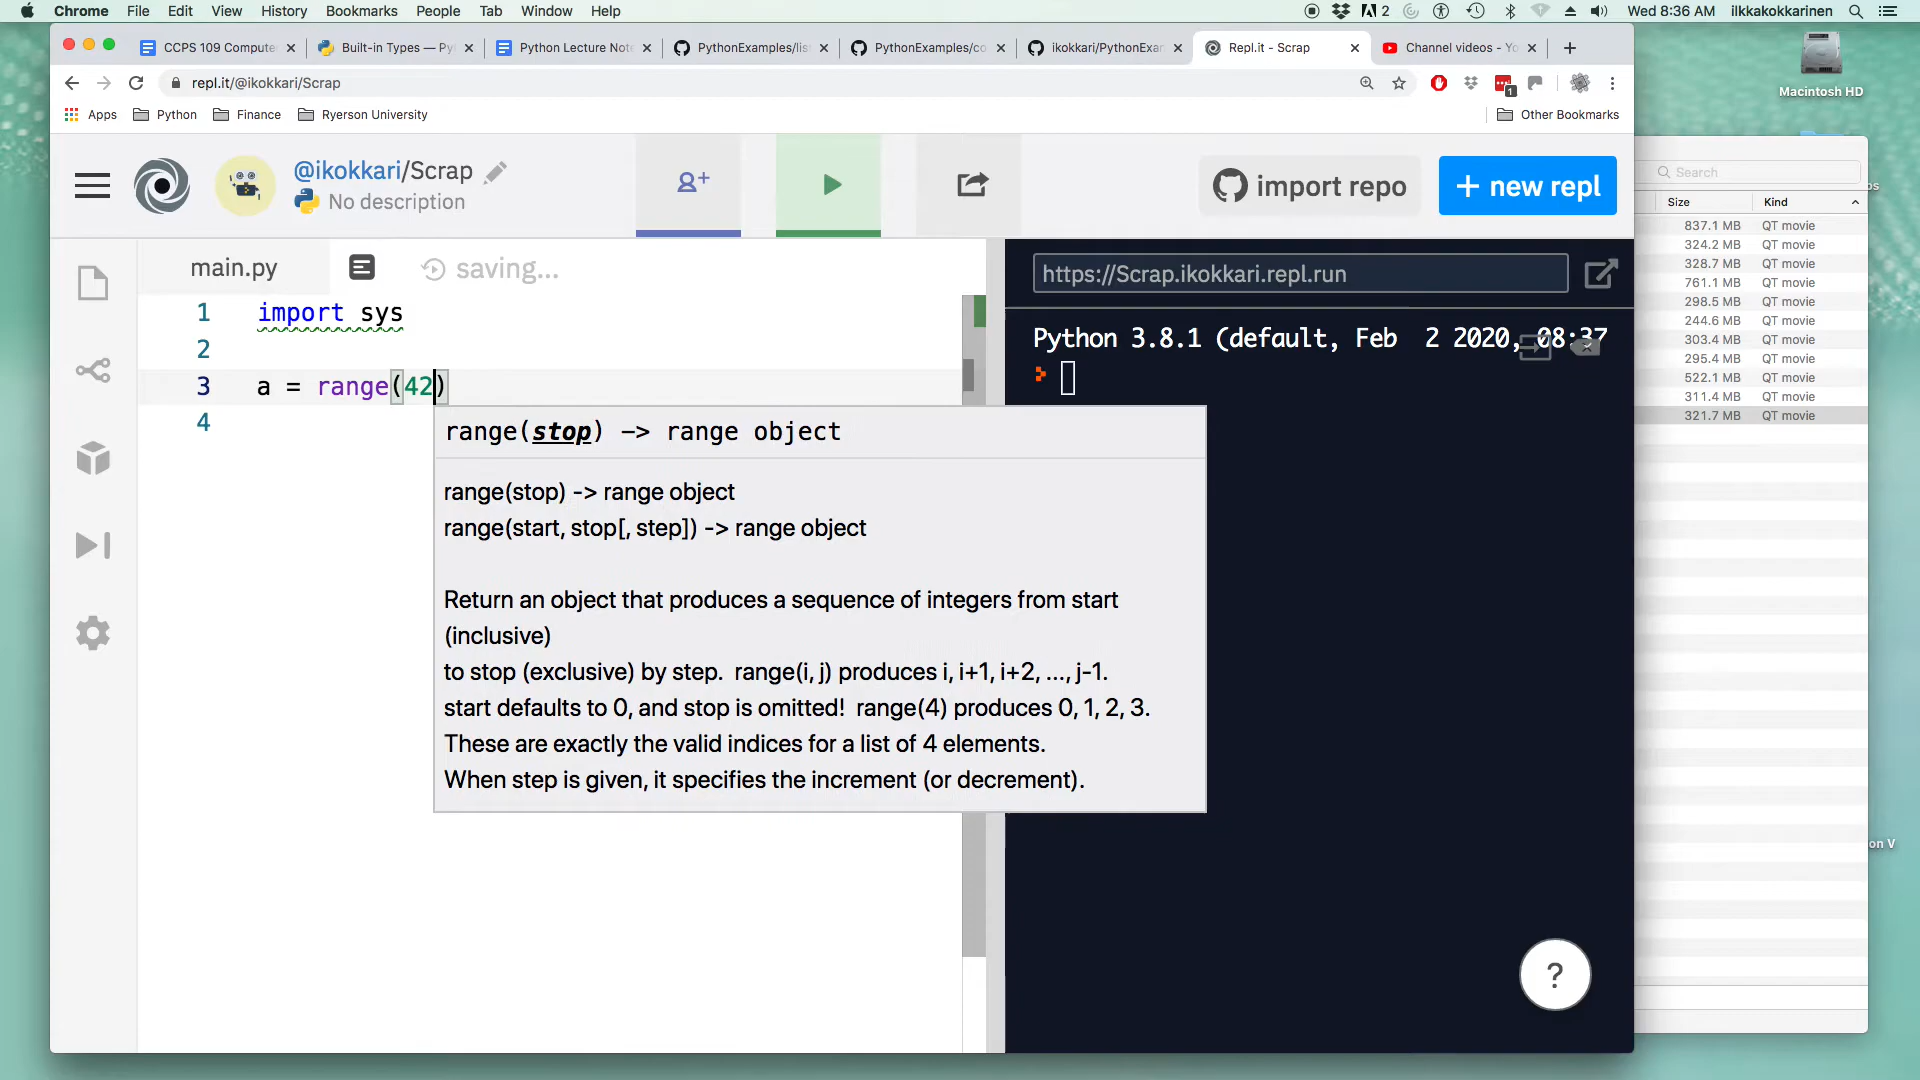 Chrome File Edit View History Bookmarks People Tab Window Help 2 Wed 8:36 AM ilkkakokkarinen
CCPS 109 Compute Built-in Types — Py Python Lecture Not PythonExamples/lis PythonExamples/co ikokkari/PythonExa Repl.it - Scrap Channel videos - Yo
repl.it/@ikokkari/Scrap 1
Apps Python Finance Ryerson University Other Bookmarks
Macintosh HD
@ikokkari/Scrap
No description
import repo
+ new repl
Search
os
Size Kind
837.1 MB QT movie
324.2 MB QT movie
328.7 MB QT movie
761.1 MB QT movie
298.5 MB QT movie
244.6 MB QT movie
303.4 MB QT movie
295.4 MB QT movie
522.1 MB QT movie
311.4 MB QT movie
321.7 MB QT movie
main.py saving...
1 import sys
2
3 a = range(42)
4
range(stop) -> range object
range(stop) -> range object
range(start, stop[, step]) -> range object
Return an object that produces a sequence of integers from start
(inclusive)
to stop (exclusive) by step. range(i, j) produces i, i+1, i+2, ..., j-1.
start defaults to 0, and stop is omitted! range(4) produces 0, 1, 2, 3.
These are exactly the valid indices for a list of 4 elements.
When step is given, it specifies the increment (or decrement).
https://Scrap.ikokkari.repl.run
Python 3.8.1 (default, Feb 2 2020, 08:37
on V
?